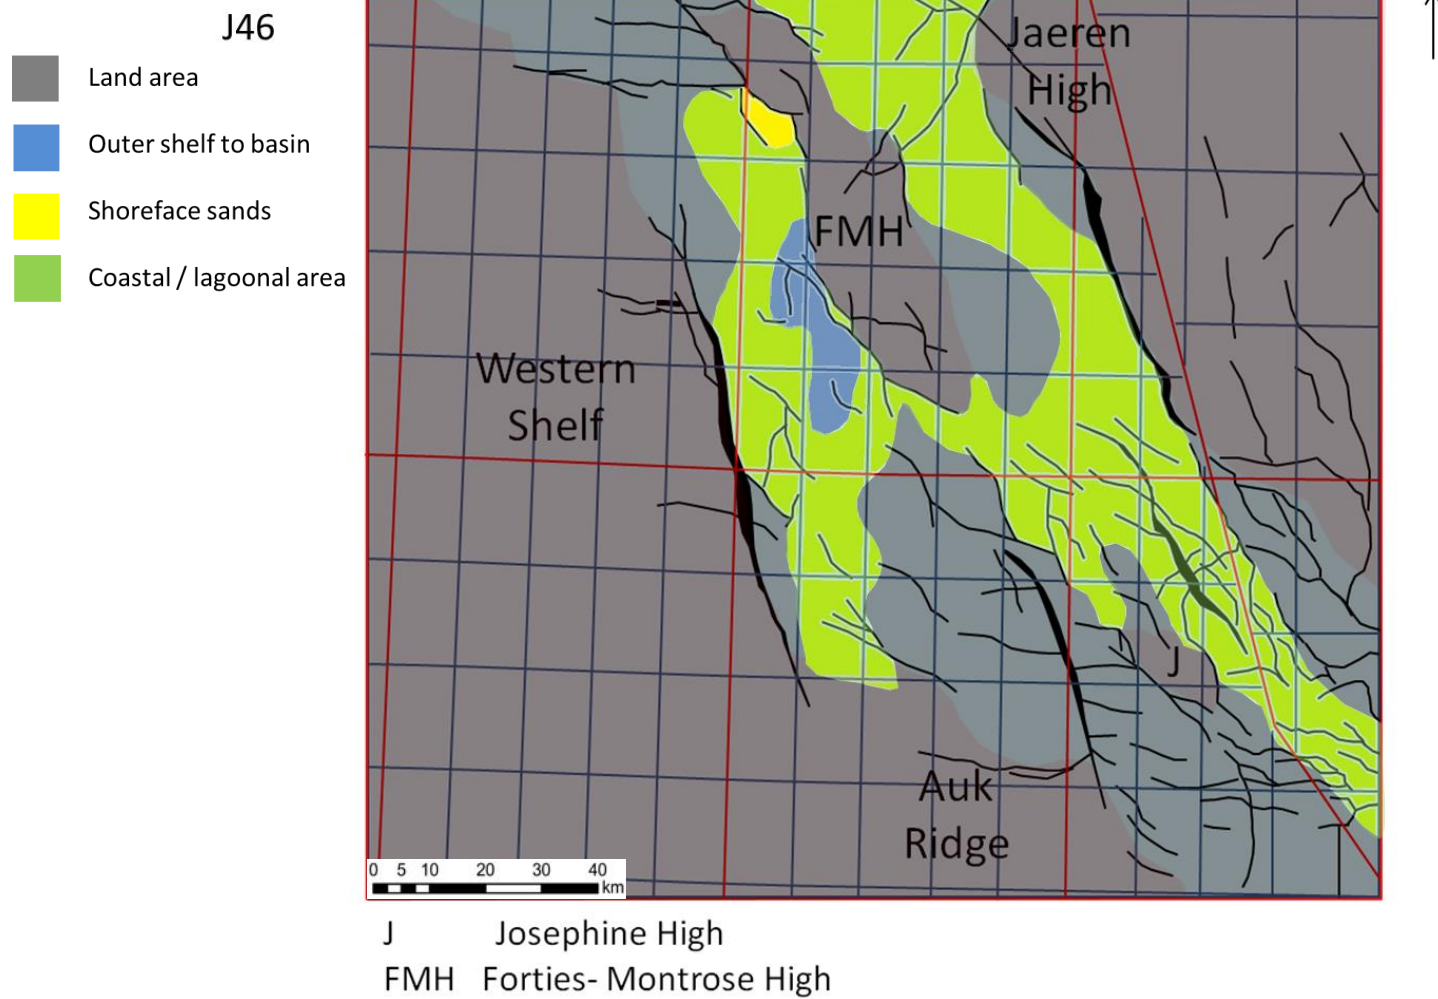 J46
Land area
Outer shelf to basin
Shoreface sands
Coastal / lagoonal area
Jaeren
High
FMH
Western
Shelf
J
Auk
Ridge
0 5 10 20 30 40
km
J Josephine High
FMH Forties- Montrose High